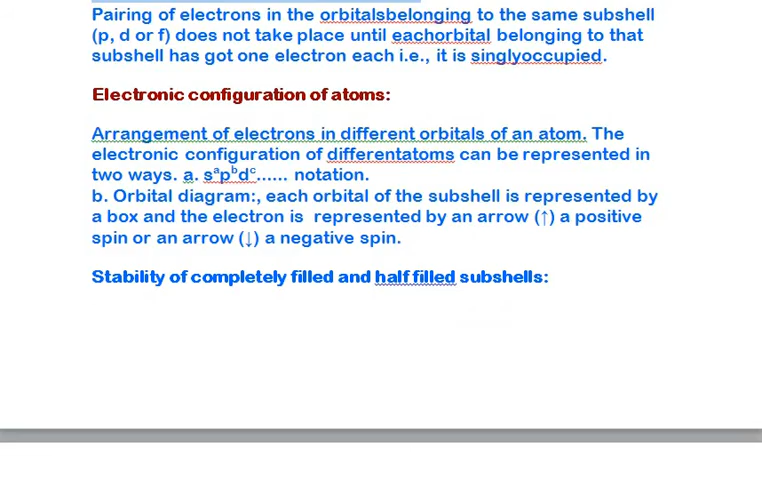 Pairing of electrons in the orbitalsbelonging to the same subshell
(p, d or f) does not take place until eachorbital belonging to that
subshell has got one electron each i.e., it is singlyoccupied.
Electronic configuration of atoms:
Arrangement of electrons in different orbitals of an atom. The
electronic configuration of differentatoms can be represented in
two ways. a. sᵃpᵇdᶜ...... notation.
b. Orbital diagram:, each orbital of the subshell is represented by
a box and the electron is  represented by an arrow (↑) a positive
spin or an arrow (↓) a negative spin.
Stability of completely filled and half filled subshells: